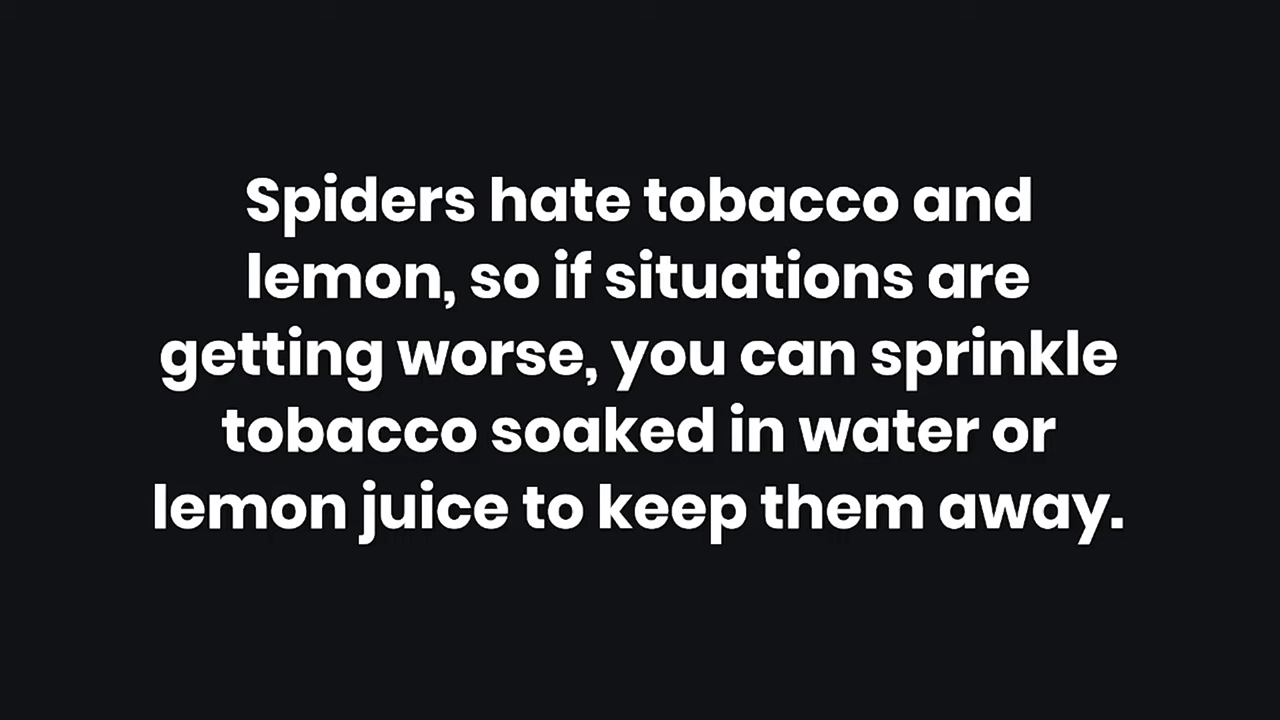 Spiders hate tobacco and
lemon, so if situations are
getting worse, you can sprinkle
tobacco soaked in water or
lemon juice to keep them away.